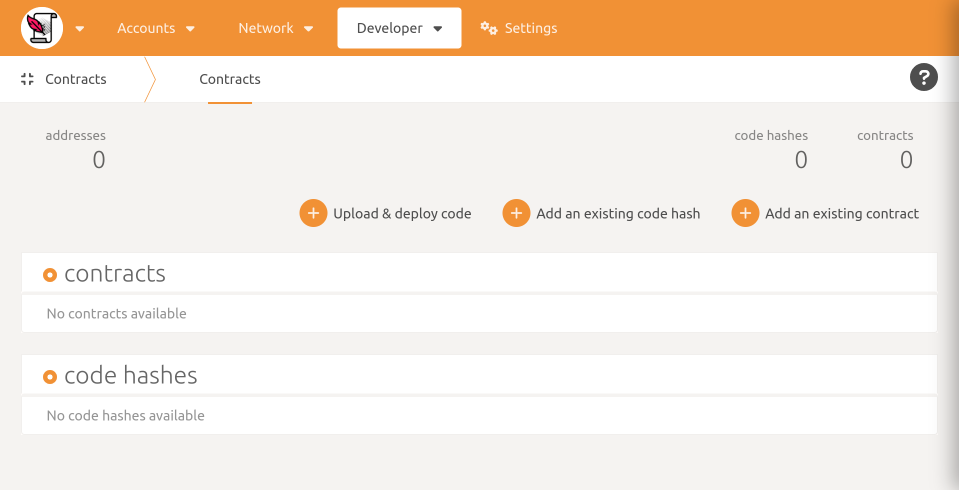 Accounts Network Developer Settings
Contracts Contracts ?
addresses code hashes contracts
0 0 0
Upload & deploy code Add an existing code hash Add an existing contract
contracts
No contracts available
code hashes
No code hashes available